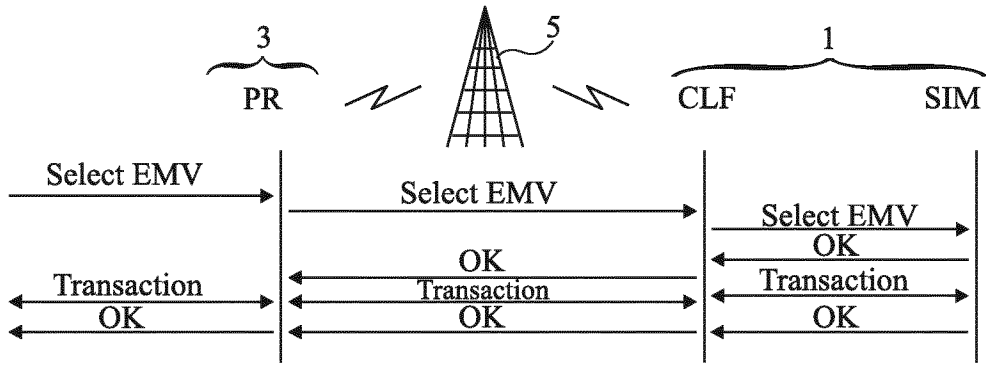 3
5
1
PR
CLF
SIM
Select EMV
Select EMV
Select EMV
OK
OK
Transaction
Transaction
Transaction
OK
OK
OK